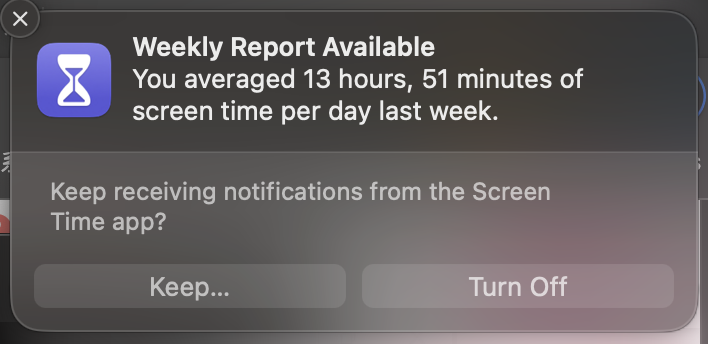 Weekly Report Available
You averaged 13 hours, 51 minutes of
screen time per day last week.
Keep receiving notifications from the Screen
Time app?
Keep...
Turn Off